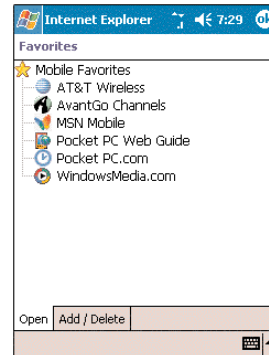 Internet Explorer 7:29 ok
Favorites
Mobile Favorites
AT&T Wireless
AvantGo Channels
MSN Mobile
Pocket PC Web Guide
Pocket PC.com
WindowsMedia.com
Open Add / Delete